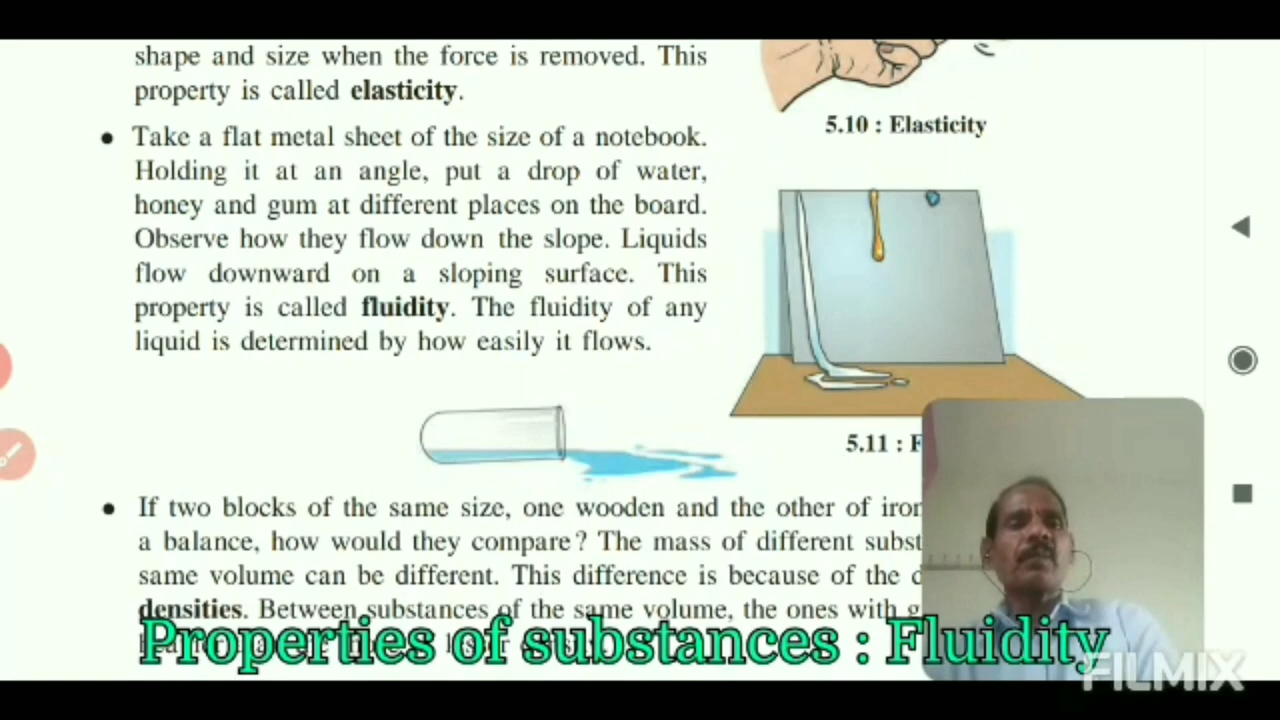 shape and size when the force is removed. This
property is called elasticity.
5.10 : Elasticity
• Take a flat metal sheet of the size of a notebook.
Holding it at an angle, put a drop of water,
honey and gum at different places on the board.
Observe how they flow down the slope. Liquids
flow downward on a sloping surface. This
property is called fluidity. The fluidity of any
liquid is determined by how easily it flows.
5.11 :
• If two blocks of the same size, one wooden and the other of iron
a balance, how would they compare? The mass of different
same volume can be different. This difference is because of the
densities. Between substances of the same volume, the ones with
Properties of substances : Fluidity
FILMIX